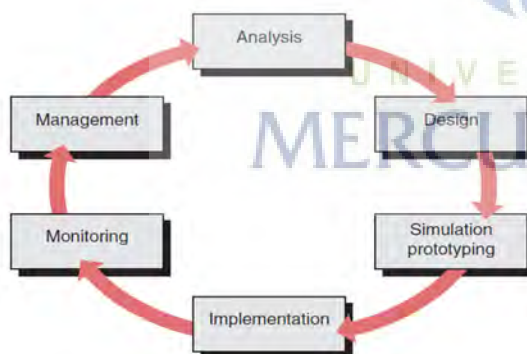 Analysis
UNIVE
Management
Design
MERCU
Monitoring
Simulation
prototyping
Implementation